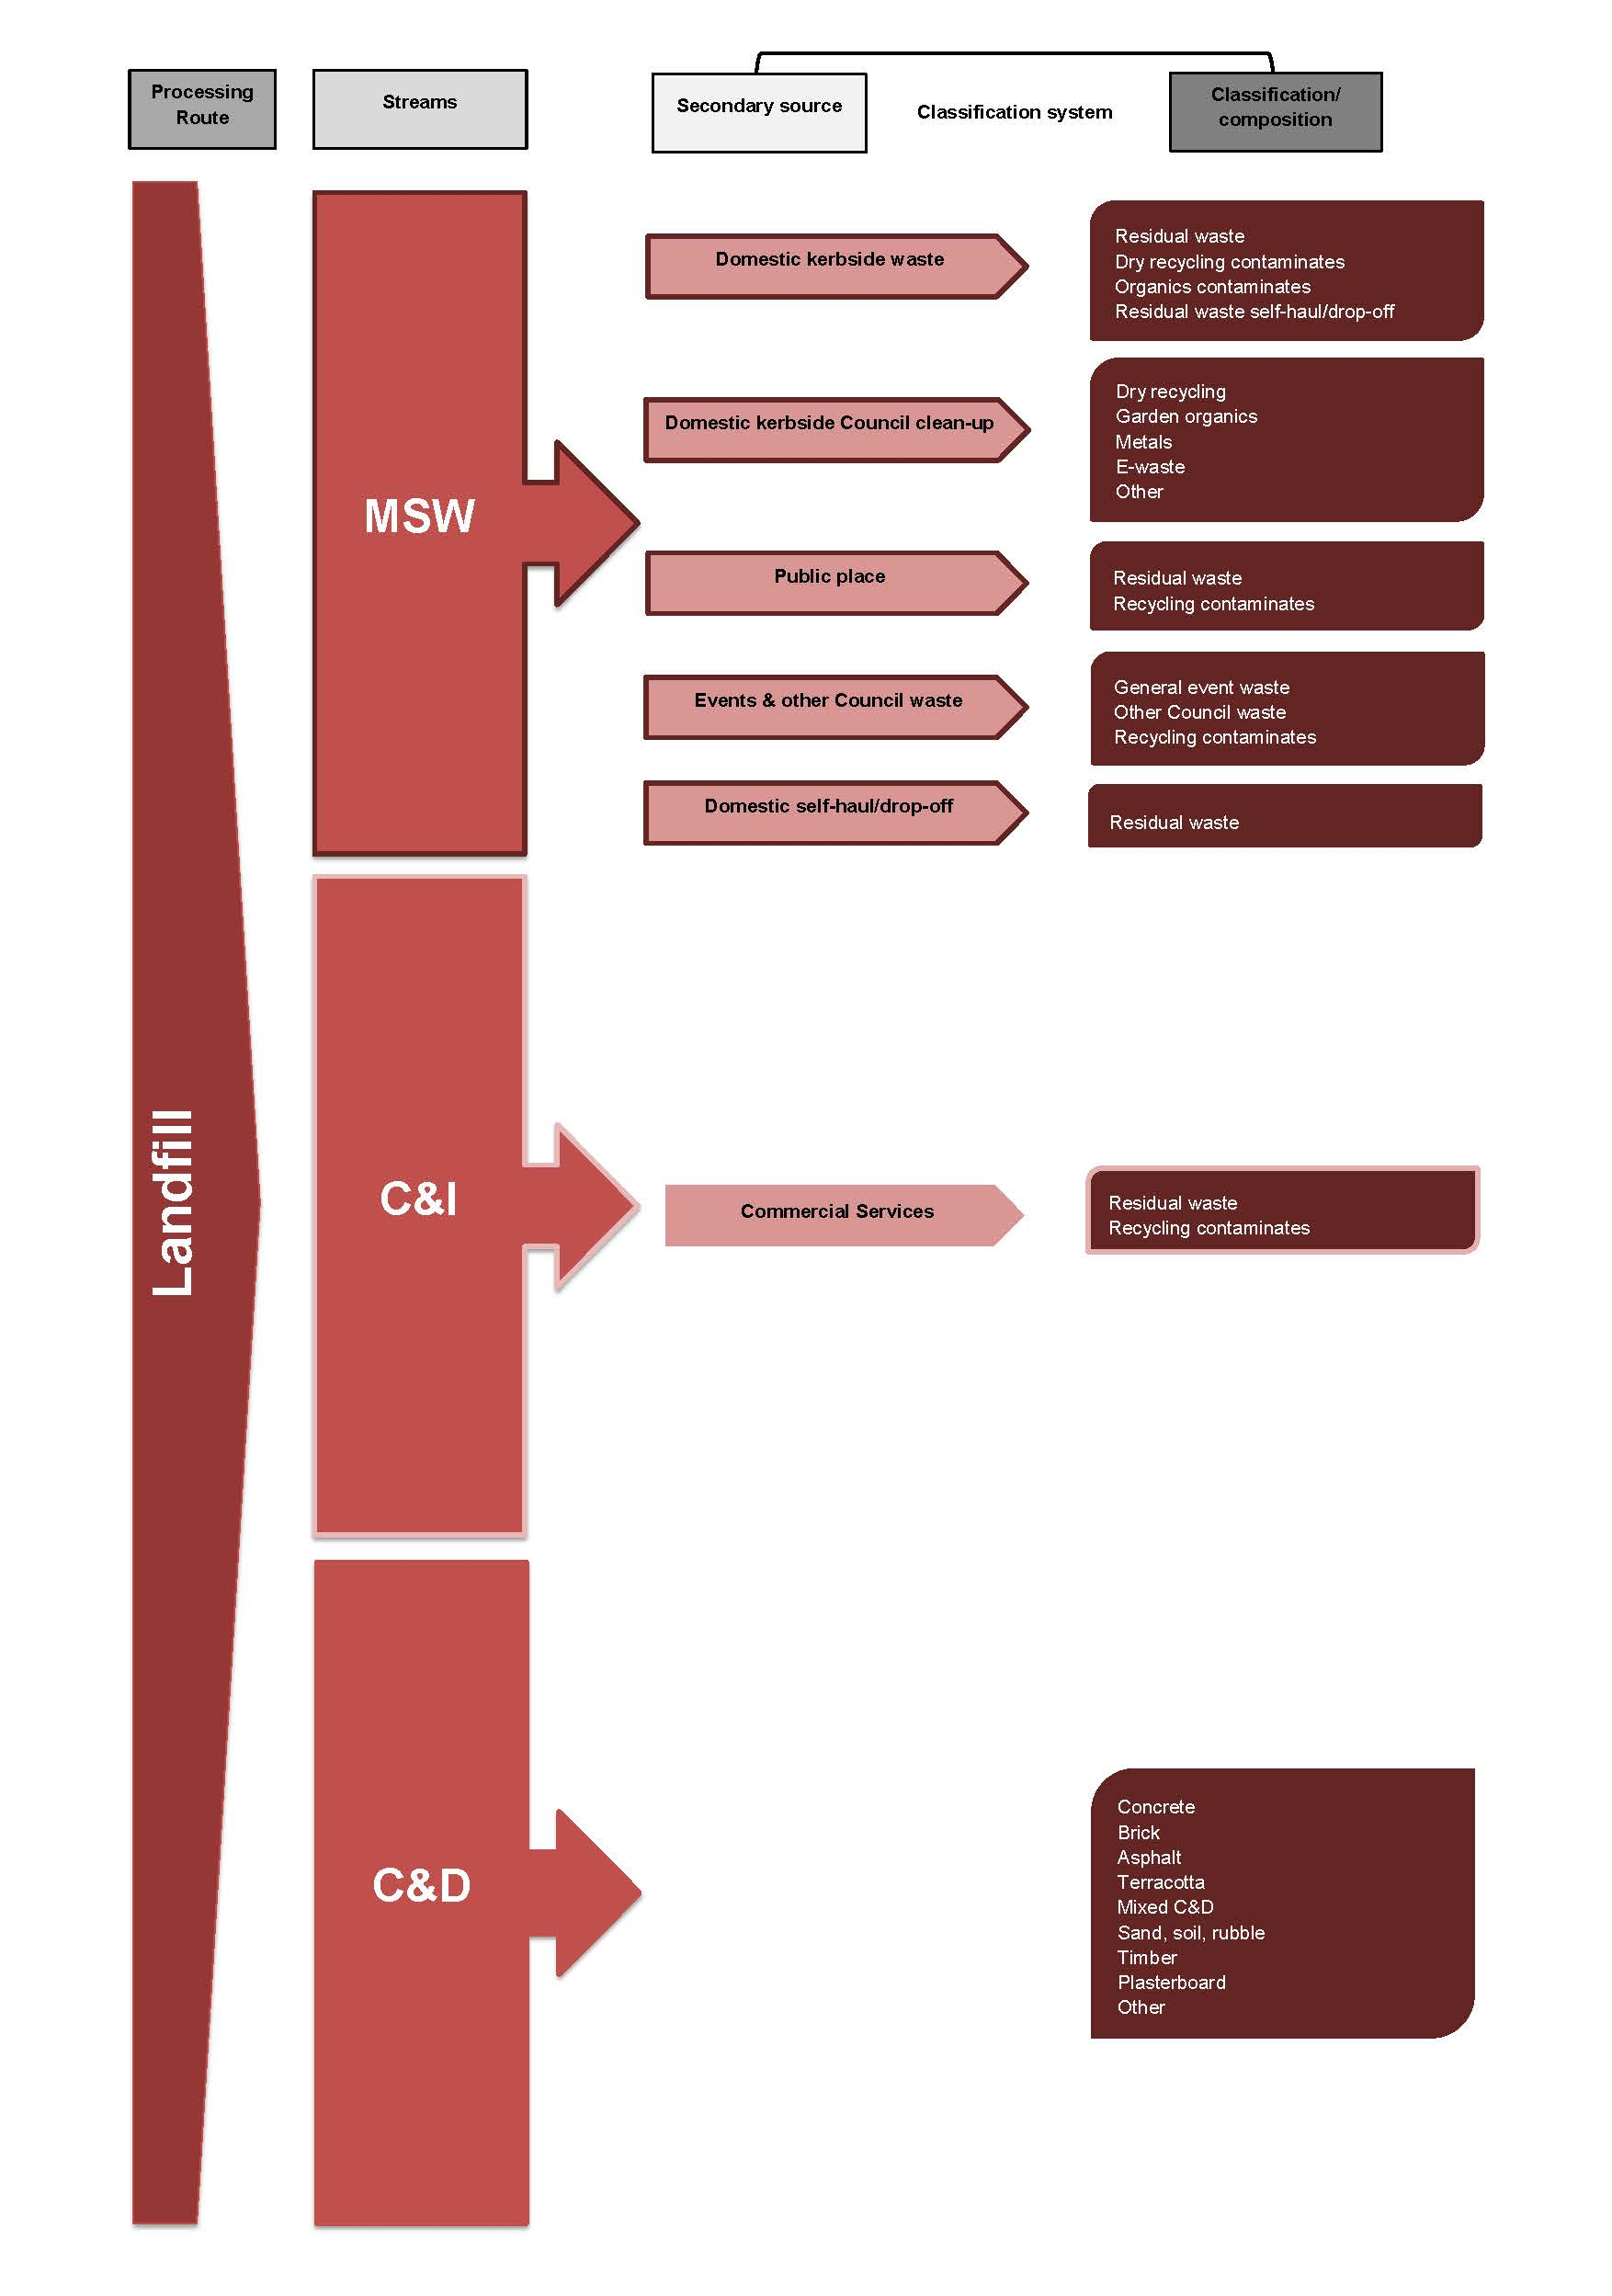 Processing
Route
Streams
Secondary source
Classification system
Classification/
composition
Landfill
MSW
Domestic kerbside waste
Residual waste
Dry recycling contaminates
Organics contaminates
Residual waste self-haul/drop-off
Domestic kerbside Council clean-up
Dry recycling
Garden organics
Metals
E-waste
Other
Public place
Residual waste
Recycling contaminates
Events & other Council waste
General event waste
Other Council waste
Recycling contaminates
Domestic self-haul/drop-off
Residual waste
C&I
Commercial Services
Residual waste
Recycling contaminates
C&D
Concrete
Brick
Asphalt
Terracotta
Mixed C&D
Sand, soil, rubble
Timber
Plasterboard
Other